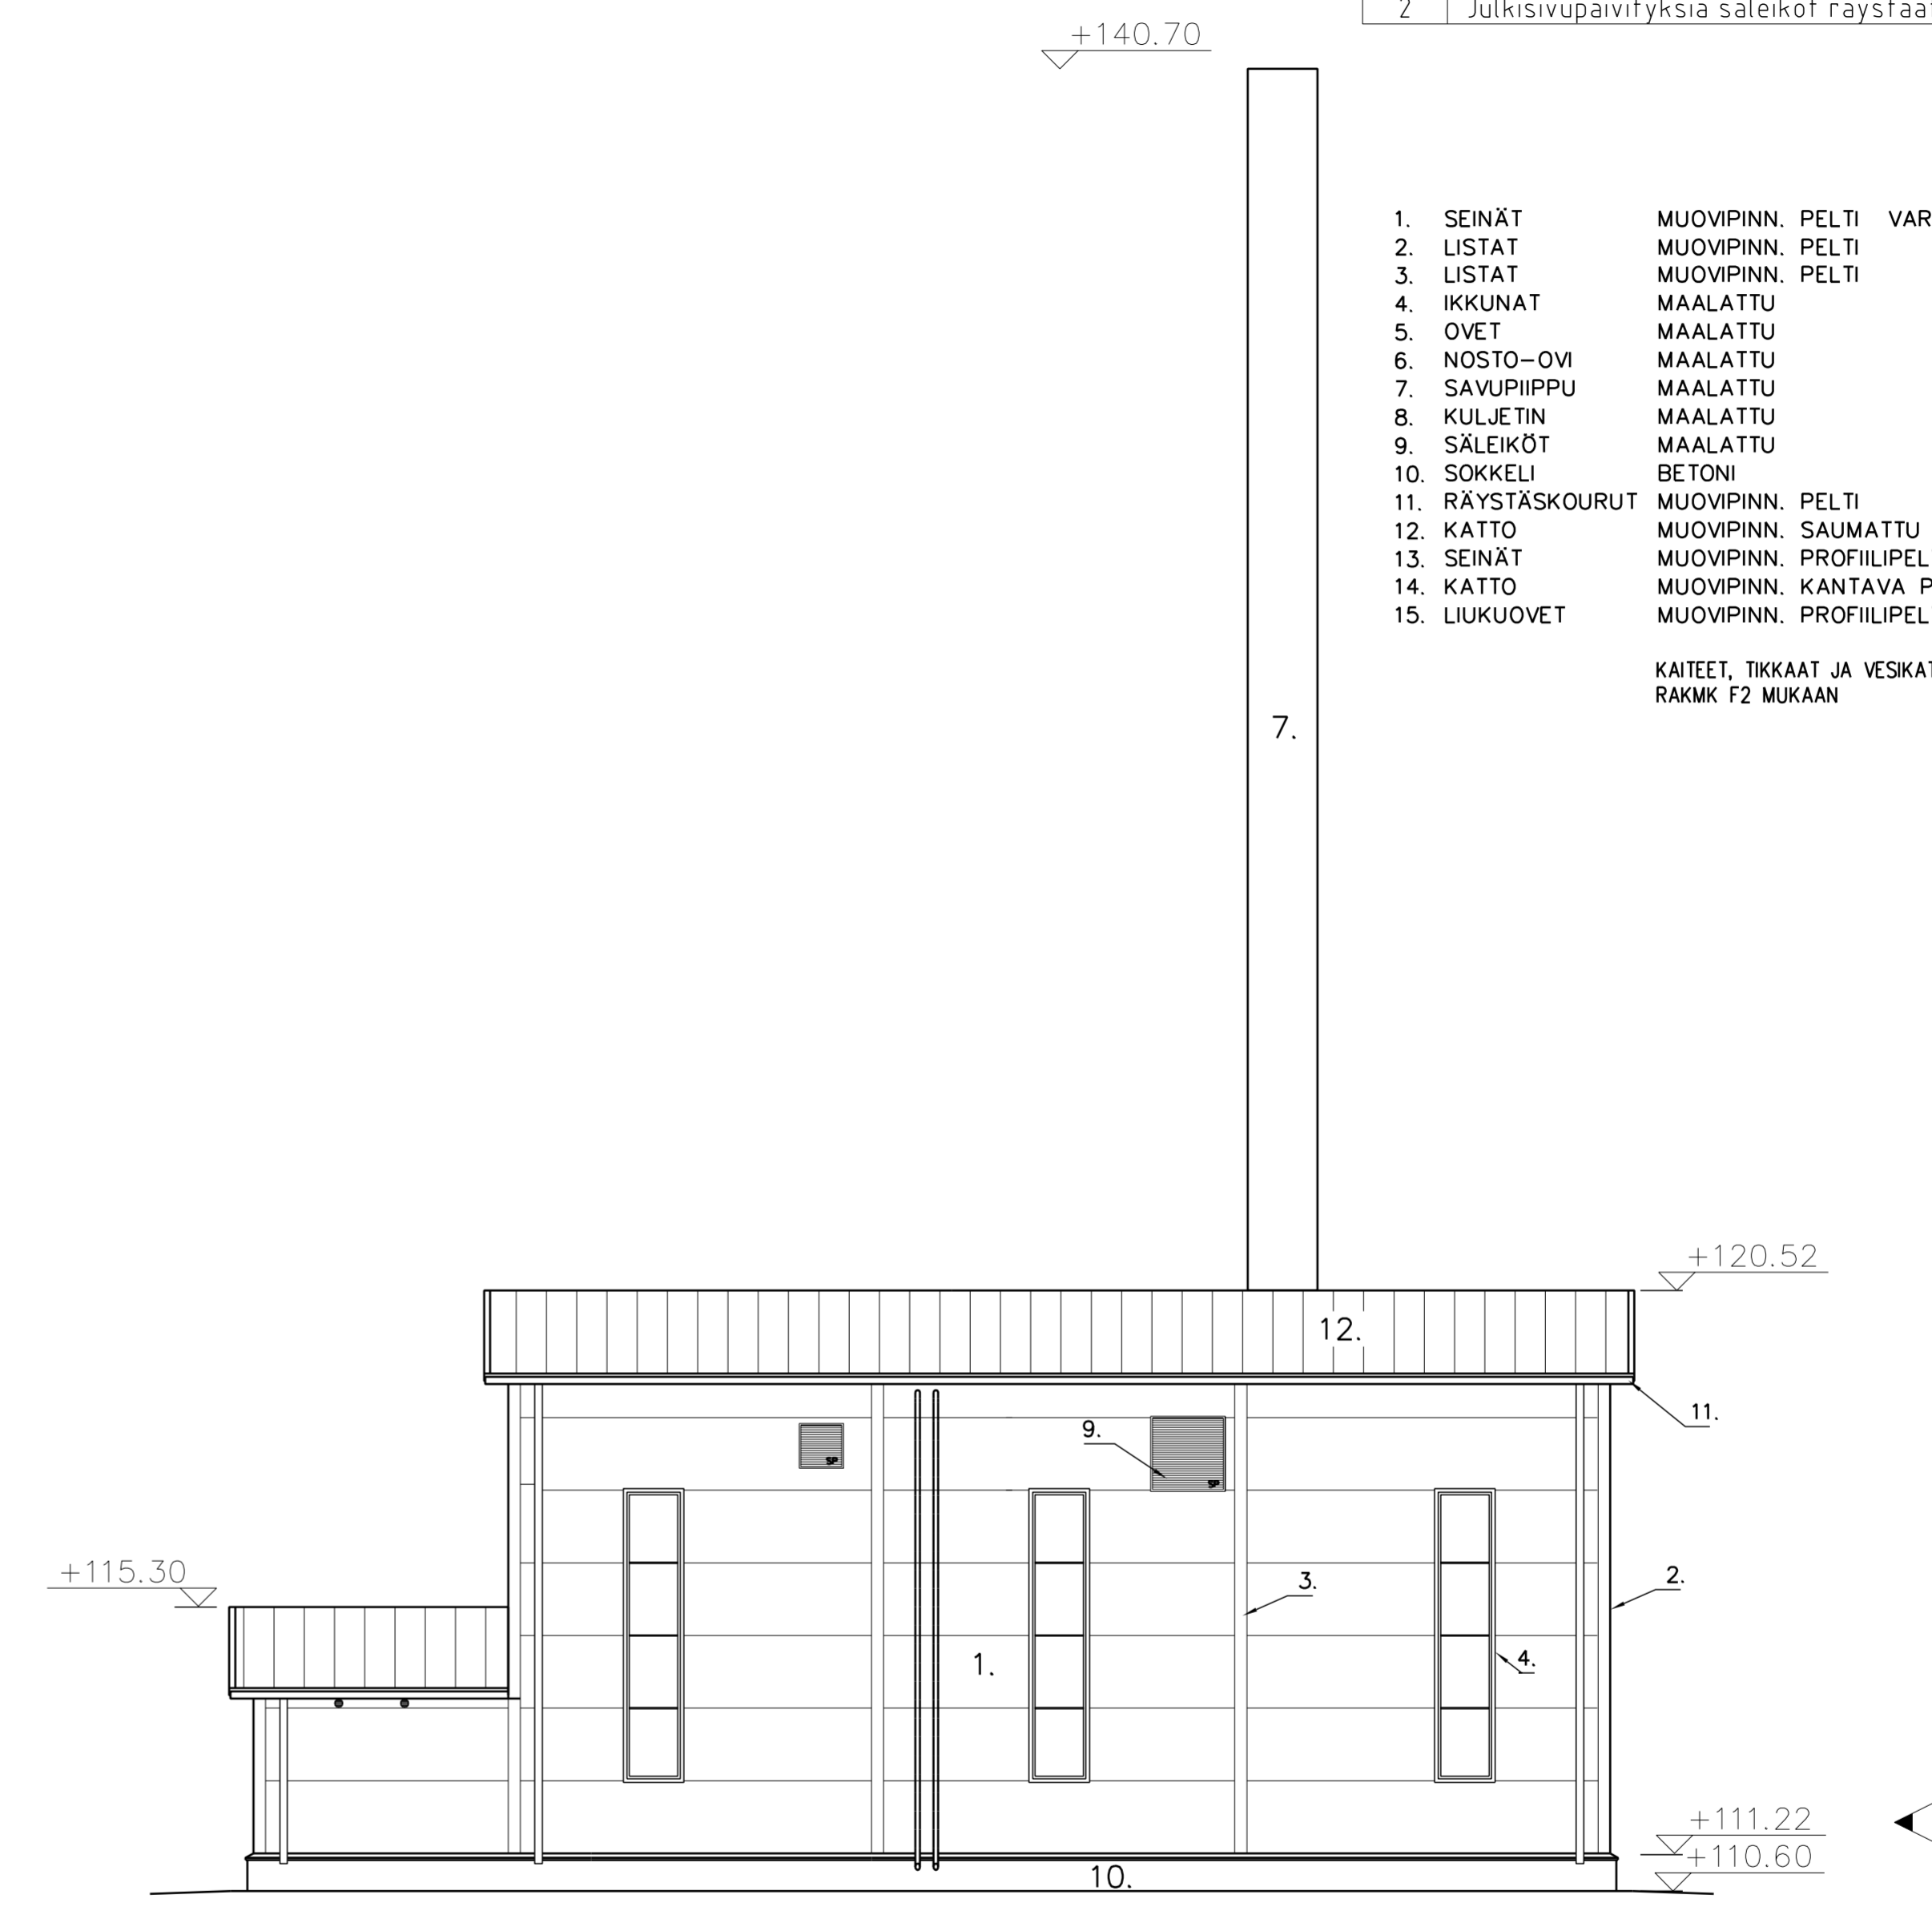 2 Julkisivupäivityksiä säleiköt räystäät
+140.70
1. SEINÄT MUOVIPINN. PELTI VAR
2. LISTAT MUOVIPINN. PELTI
3. LISTAT MUOVIPINN. PELTI
4. IKKUNAT MAALATTU
5. OVET MAALATTU
6. NOSTO-OVI MAALATTU
7. SAVUPIIPPU MAALATTU
8. KULJETIN MAALATTU
9. SÄLEIKÖT MAALATTU
10. SOKKELI BETONI
11. RÄYSTÄSKOURUT MUOVIPINN. PELTI
12. KATTO MUOVIPINN. SAUMATTU
13. SEINÄT MUOVIPINN. PROFIILIPEL
14. KATTO MUOVIPINN. KANTAVA P
15. LIUKUOVET MUOVIPINN. PROFIILIPEL
KAITEET, TIKKAAT JA VESIKAT
RAKMK F2 MUKAAN
7.
+120.52
12.
11.
9.
SP
SP
+115.30
3.
2.
1.
4.
+111.22
+110.60
10.